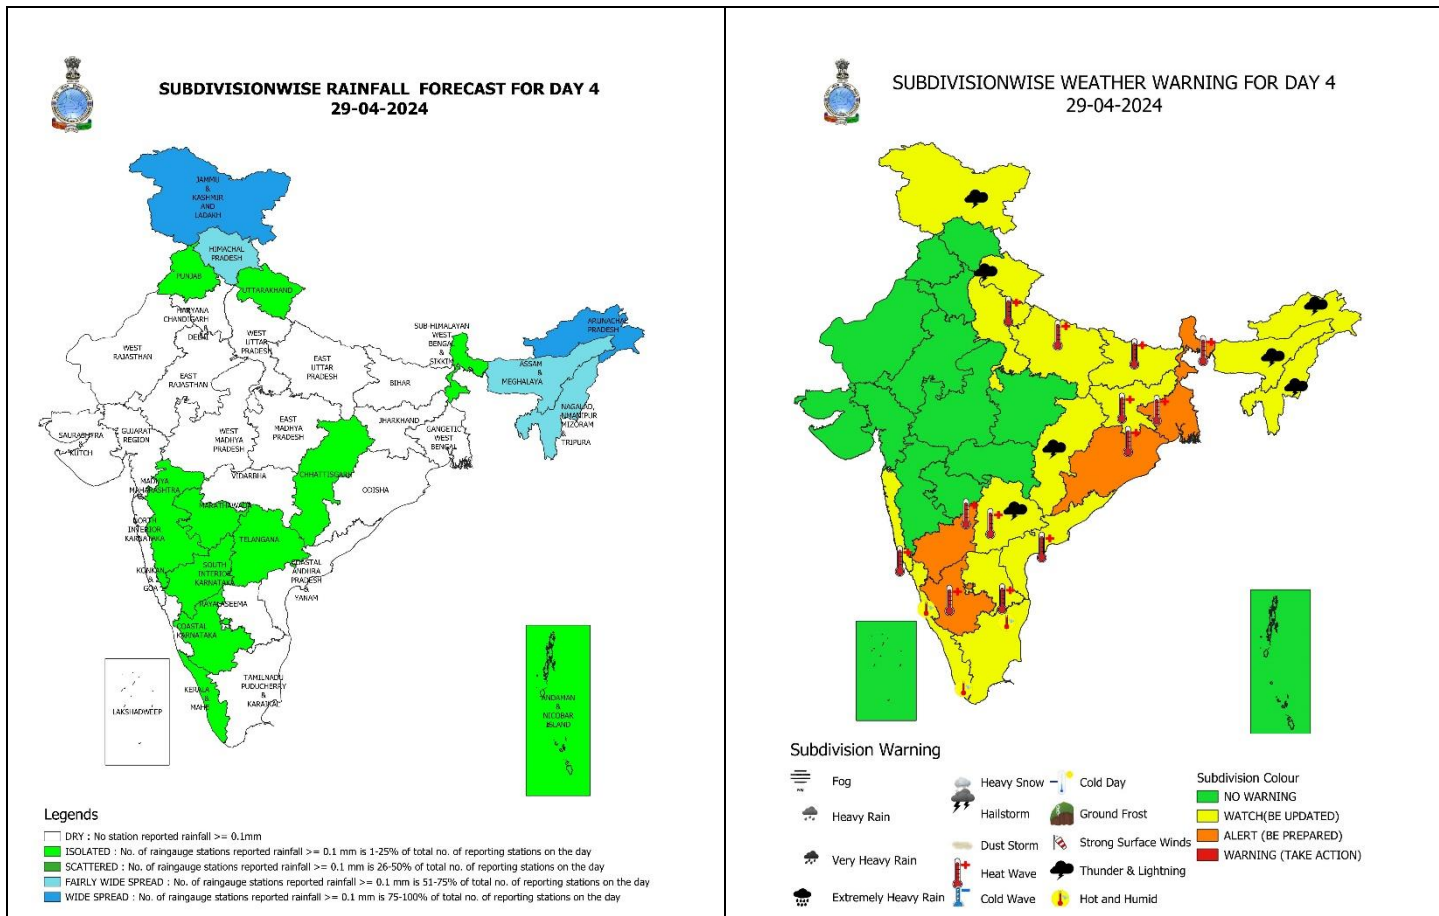 SUBDIVISIONWISE RAINFALL FORECAST FOR DAY 4
29-04-2024
JAMMU
&
KASHMIR
AND
LADAKH
HIMACHAL
PRADESH
PUNJAB
UTTARAKHAND
HARYANA
CHANDIGARH
&
DELHI
WEST
UTTAR
PRADESH
WEST
RAJASTHAN
EAST
RAJASTHAN
EAST
UTTAR
PRADESH
BIHAR
SUB-HIMALAYAN
WEST
BENGAL
&
SIKKIM
ARUNACHAL
PRADESH
ASSAM
&
MEGHALAYA
NAGALAD,
MANIPUR
MIZORAM
&
TRIPURA
SAURASHTRA
&
KUTCH
GUJARAT
REGION
WEST
MADHYA
PRADESH
EAST
MADHYA
PRADESH
JHARKHAND
GANGETIC
WEST
BENGAL
CHHATTISGARH
ODISHA
VIDARBHA
MADHYA
MAHARASHTRA
MARATHAWADA
NORTH
INTERIOR
KARNATAKA
TELANGANA
KONKAN
&
GOA
SOUTH
INTERIOR
KARNATAKA
COASTAL
ANDHRA
PRADESH
&
YANAM
RAYALASEEMA
COASTAL
KARNATAKA
KERALA
&
MAHE
TAMILNADU
PUDUCHERRY
&
KARAIKAL
LAKSHADWEEP
ANDAMAN
&
NICOBAR
ISLAND
Legends
DRY : No station reported rainfall >= 0.1mm
ISOLATED : No. of raingauge stations reported rainfall >= 0.1 mm is 1-25% of total no. of reporting stations on the day
SCATTERED : No. of raingauge stations reported rainfall >= 0.1 mm is 26-50% of total no. of reporting stations on the day
FAIRLY WIDE SPREAD : No. of raingauge stations reported rainfall >= 0.1 mm is 51-75% of total no. of reporting stations on the day
WIDE SPREAD : No. of raingauge stations reported rainfall >= 0.1 mm is 75-100% of total no. of reporting stations on the day
SUBDIVISIONWISE WEATHER WARNING FOR DAY 4
29-04-2024
Subdivision Warning
Fog
Heavy Rain
Very Heavy Rain
Extremely Heavy Rain
Heavy Snow
Hailstorm
Dust Storm
Heat Wave
Cold Wave
Cold Day
Ground Frost
Strong Surface Winds
Thunder & Lightning
Hot and Humid
Subdivision Colour
NO WARNING
WATCH(BE UPDATED)
ALERT (BE PREPARED)
WARNING (TAKE ACTION)